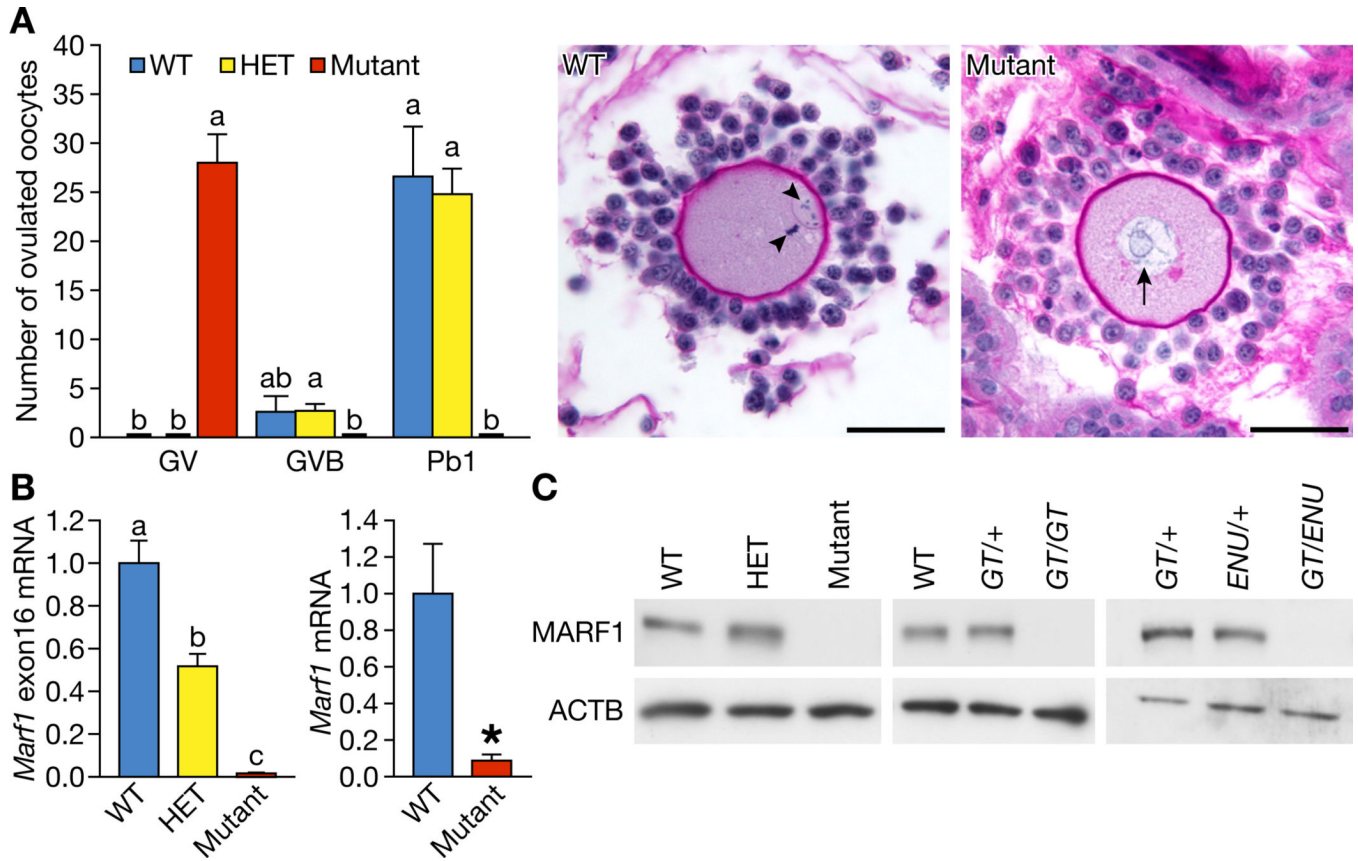 A
Number of ovulated oocytes
40
35
30
25
20
15
10
5
0
WT HET Mutant
b b a
ab a b
a a b
GV GVB Pb1
WT
Mutant
B
Marf1 exon16 mRNA
1.2
1.0
0.8
0.6
0.4
0.2
0.0
a
b
c
WT HET Mutant
Marf1 mRNA
1.4
1.2
1.0
0.8
0.6
0.4
0.2
0.0
*
WT Mutant
C
WT HET Mutant
WT GT/+ GT/GT
GT/+ ENU/+ GT/ENU
MARF1
ACTB